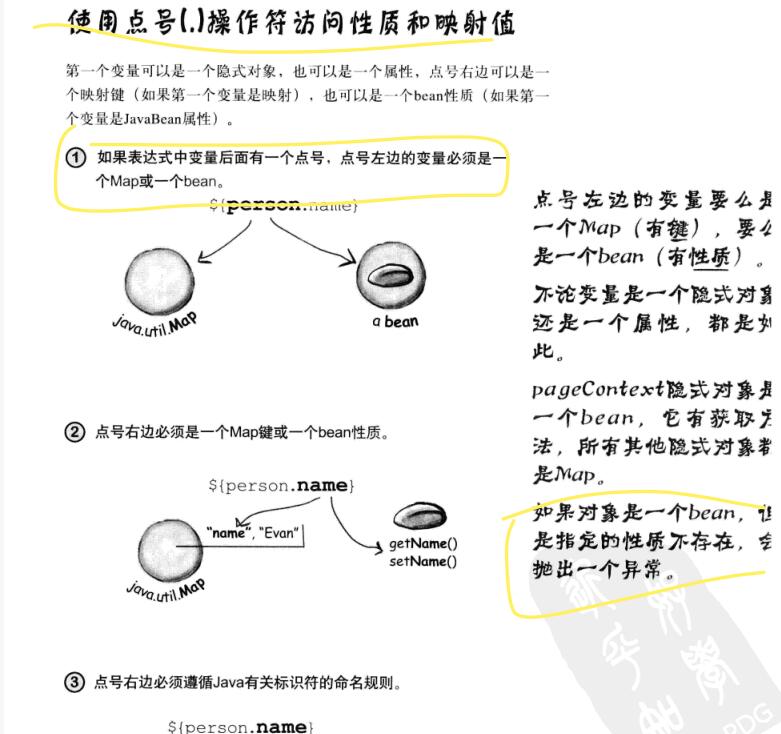 使用点号(.)操作符访问性质和映射值
第一个变量可以是一个隐式对象，也可以是一个属性，点号右边可以是一
个映射键（如果第一个变量是映射），也可以是一个bean性质（如果第一
个变量是JavaBean属性）。
① 如果表达式中变量后面有一个点号，点号左边的变量必须是一
个Map或一个bean。
${person.name}
java.util.Map
a bean
点号左边的变量要么是
一个Map（有键），要么
是一个bean（有性质）。
不论变量是一个隐式对象
还是一个属性，都是如
此。
pageContext隐式对象是
一个bean，它有获取方
法，所有其他隐式对象都
是Map。
如果对象是一个bean，但
是指定的性质不存在，会
抛出一个异常。
② 点号右边必须是一个Map键或一个bean性质。
${person.name}
"name", "Evan"
java.util.Map
getName()
setName()
③ 点号右边必须遵循Java有关标识符的命名规则。
${person.name}
PDG